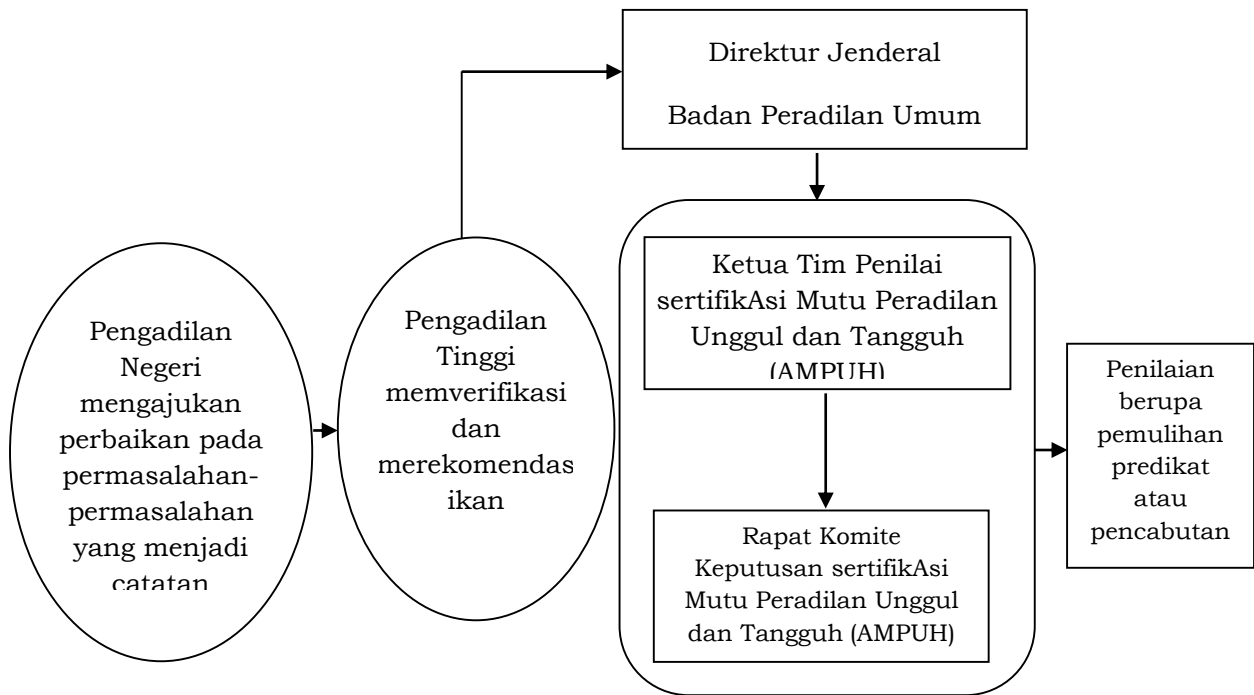 Pengadilan
Negeri
mengajukan
perbaikan pada
permasalahan-
permasalahan
yang menjadi
catatan
Pengadilan
Tinggi
memverifikasi
dan
merekomendas
ikan
Direktur Jenderal
Badan Peradilan Umum
Ketua Tim Penilai
sertifikAsi Mutu Peradilan
Unggul dan Tangguh
(AMPUH)
Rapat Komite
Keputusan sertifikAsi
Mutu Peradilan Unggul
dan Tangguh (AMPUH)
Penilaian
berupa
pemulihan
predikat
atau
pencabutan